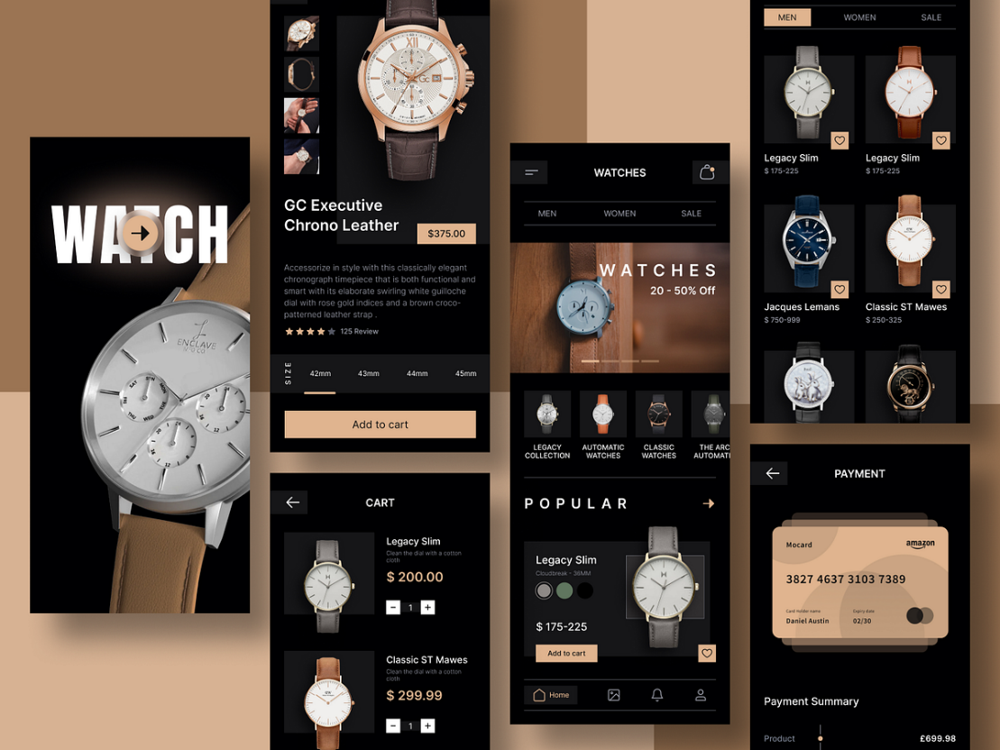 WATCH
ENCLAVE
GC Executive
Chrono Leather
$375.00
Accessorize in style with this classically elegant
chronograph timepiece that is both functional and
smart with its elaborate swirling white guilloche
dial with rose gold indices and a brown croco-
patterned leather strap .
125 Review
SIZE
42mm
43mm
44mm
45mm
Add to cart
CART
Legacy Slim
Clean the dial with a cotton
cloth
$ 200.00
1
Classic ST Mawes
Clean the dial with a cotton
cloth
$ 299.99
1
WATCHES
MEN
WOMEN
SALE
WATCHES
20 - 50% Off
LEGACY
COLLECTION
AUTOMATIC
WATCHES
CLASSIC
WATCHES
THE ARC
AUTOMATI
POPULAR
Legacy Slim
Cloudbreak - 36MM
$ 175-225
Add to cart
Home
MEN
WOMEN
SALE
Legacy Slim
$ 175-225
Legacy Slim
$ 175-225
Jacques Lemans
$ 750-999
Classic ST Mawes
$ 250-325
PAYMENT
Mocard
amazon
3827 4637 3103 7389
Card Holder name
Expiry date
Daniel Austin
02/30
Payment Summary
Product
£699.98